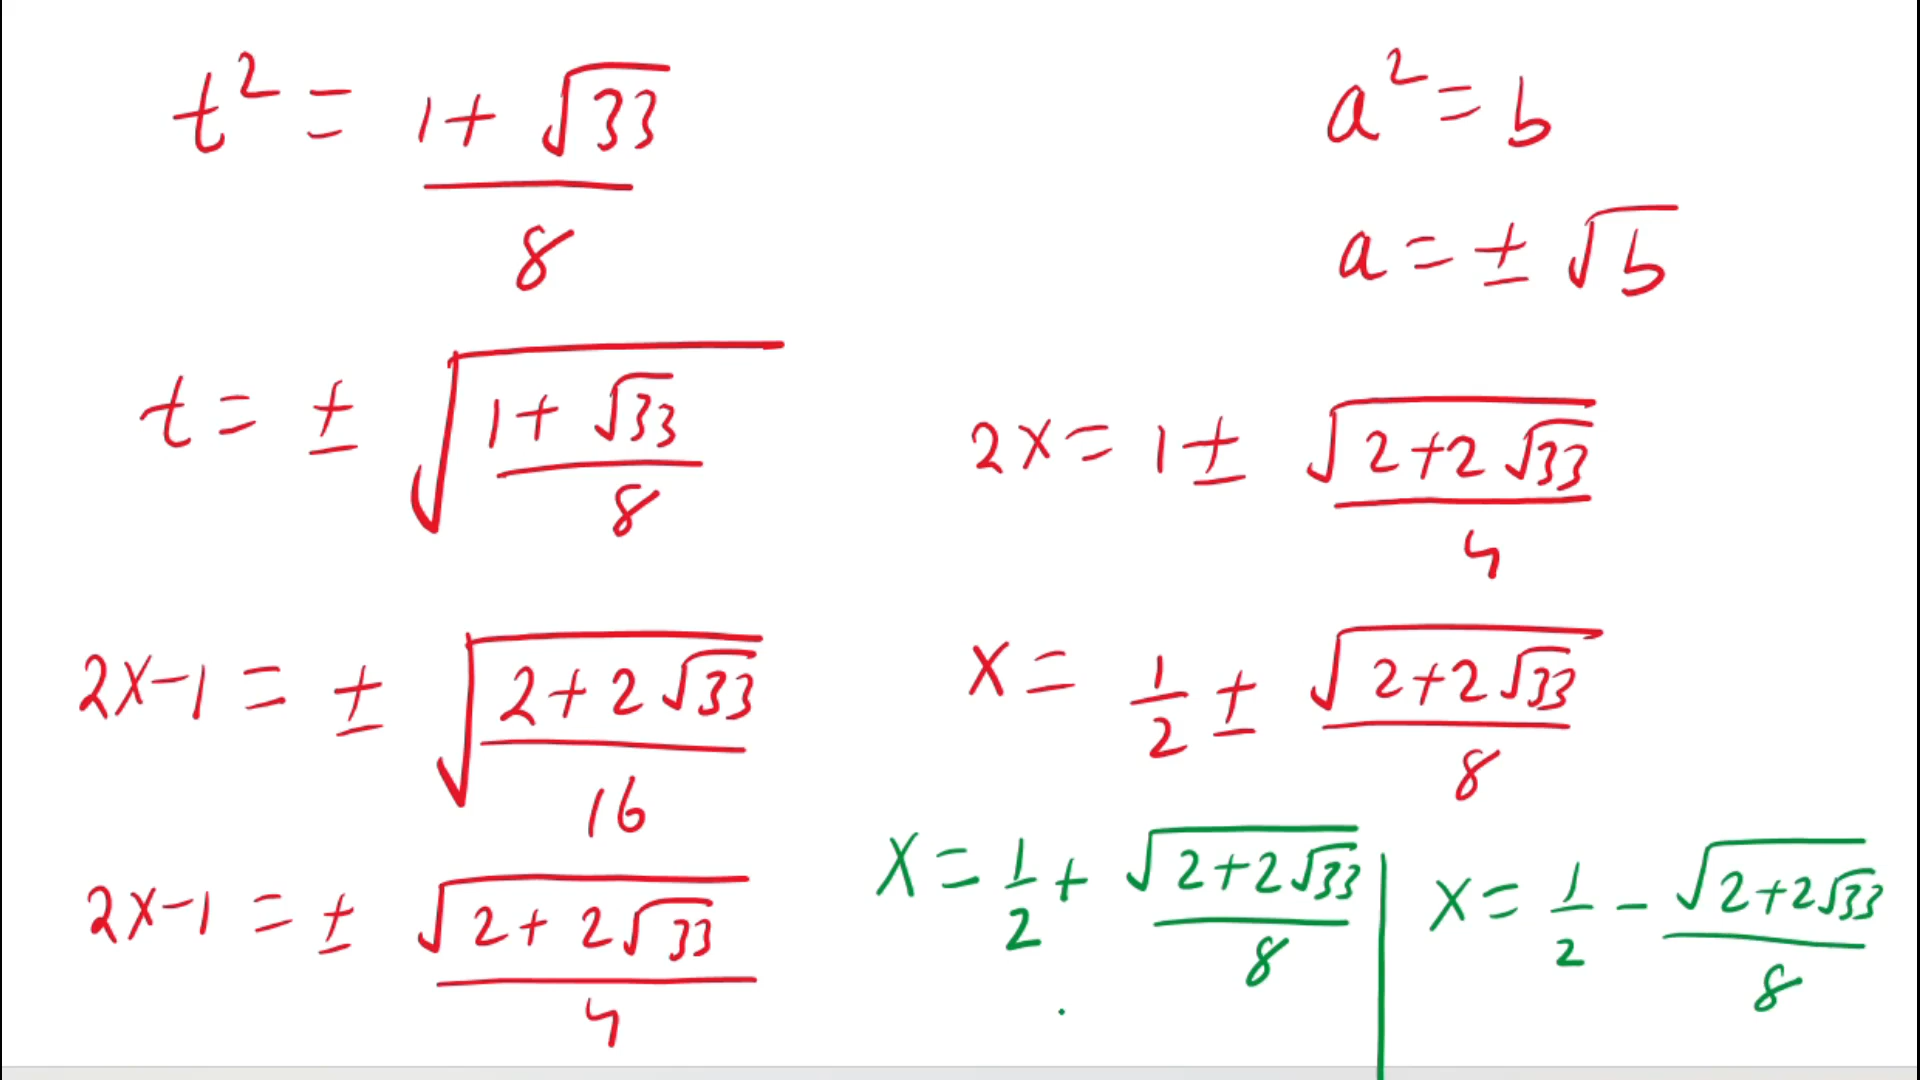 t² = (1 + √33)/8
t = ± √((1 + √33)/8)
2x-1 = ± √((2 + 2√33)/16)
2x-1 = ± √(2 + 2√33)/4
a² = b
a = ± √b
2x = 1 ± √(2+2√33)/4
x = 1/2 ± √(2+2√33)/8
x = 1/2 + √(2+2√33)/8
x = 1/2 - √(2+2√33)/8